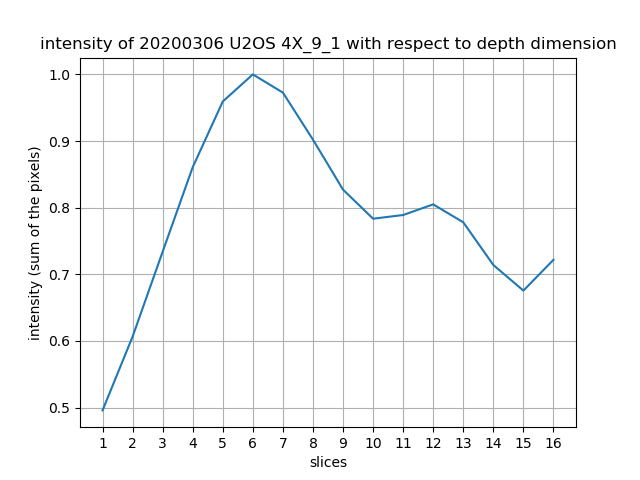 intensity of 20200306 U2OS 4X_9_1 with respect to depth dimension
1.0
0.9
0.8
0.7
0.6
0.5
intensity (sum of the pixels)
1 2 3 4 5 6 7 8 9 10 11 12 13 14 15 16
slices